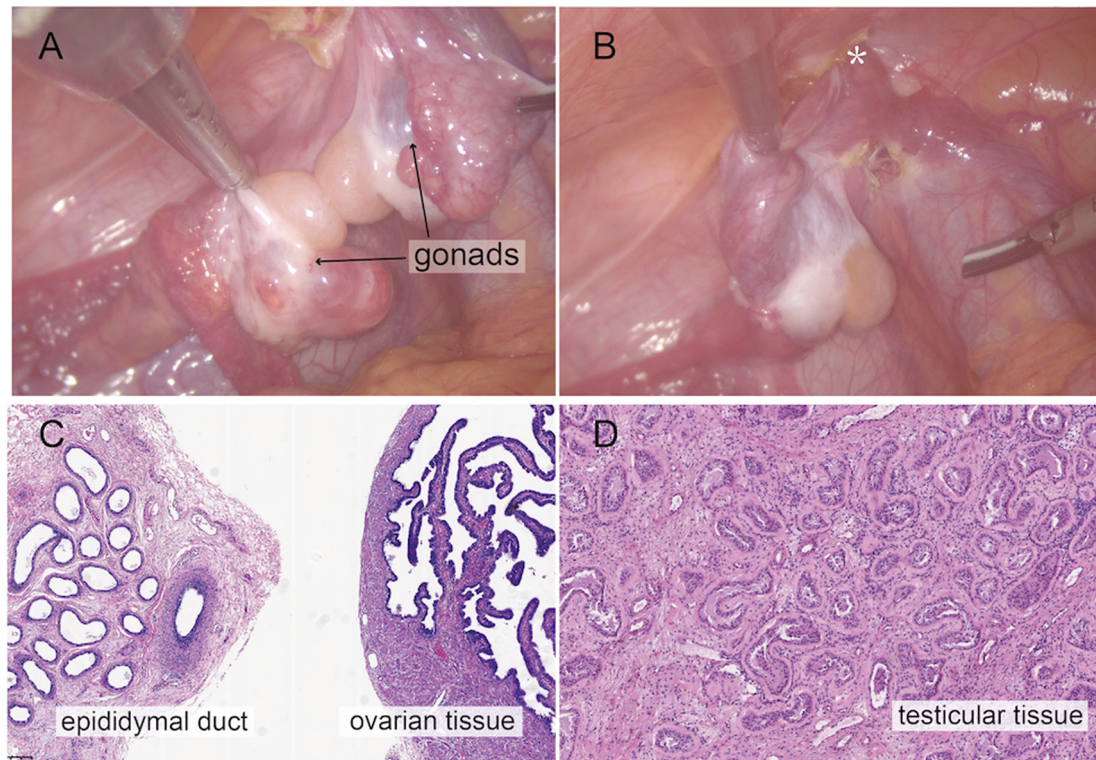 A
B
*
gonads
C
D
epididymal duct
ovarian tissue
testicular tissue